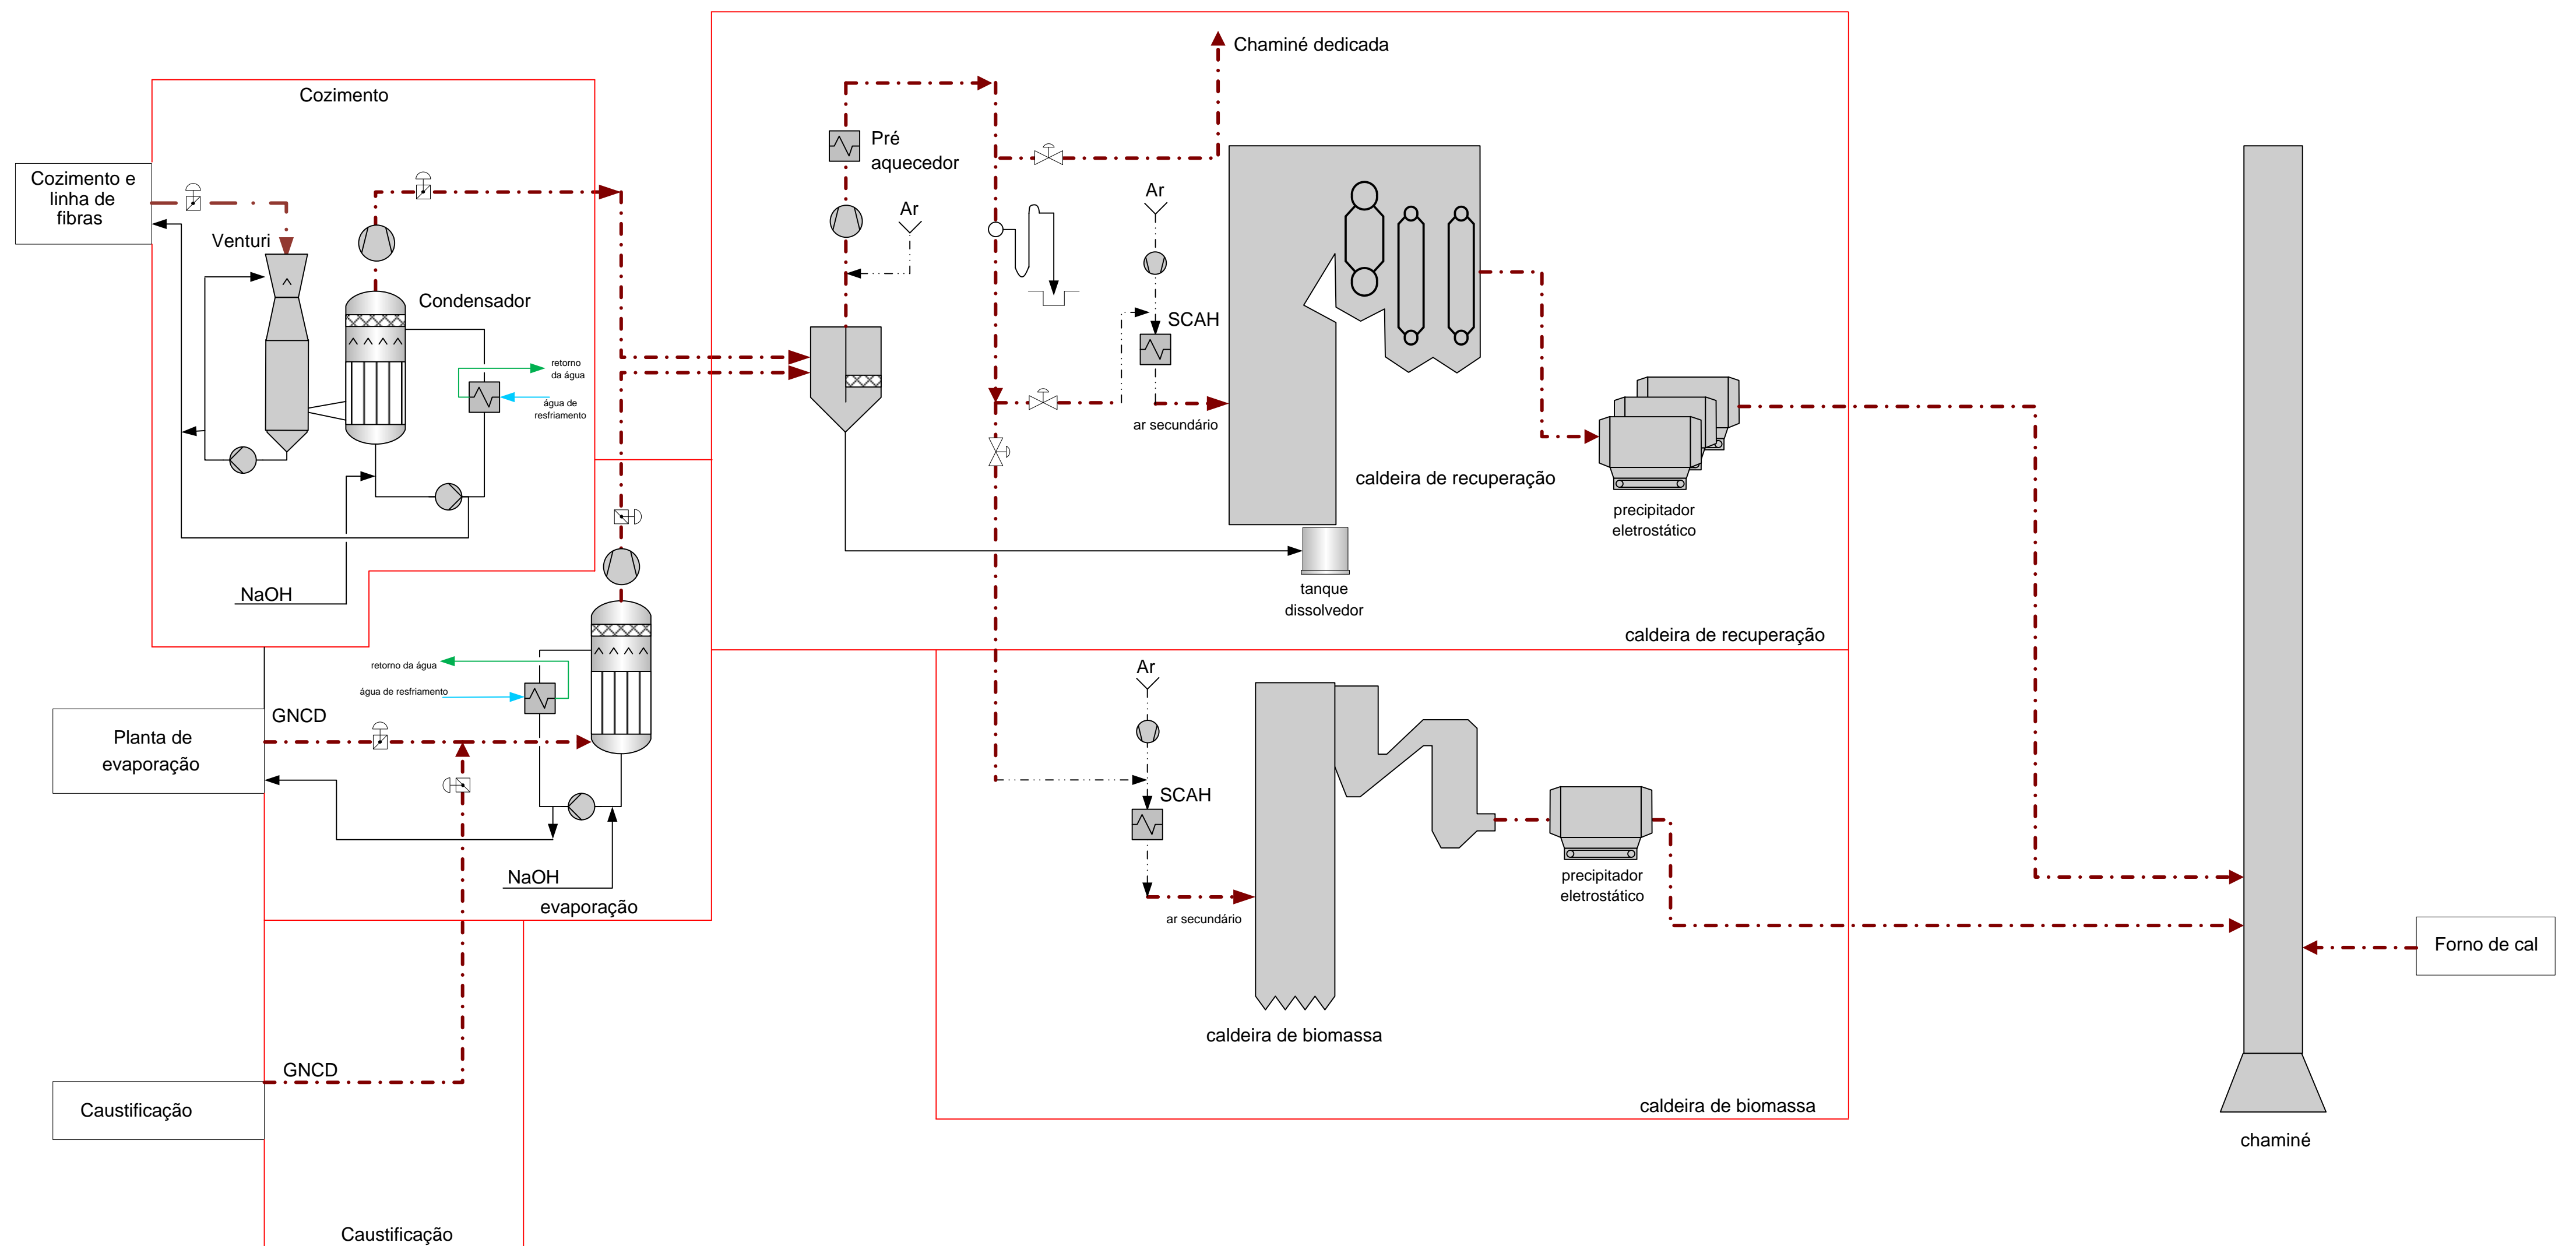 Chaminé dedicada
Cozimento
Pré
aquecedor
Cozimento e
linha de
fibras
Ar
Ar
Venturi
Condensador
SCAH
retorno
da água
água de
resfriamento
ar secundário
caldeira de recuperação
precipitador
eletrostático
NaOH
tanque
dissolvedor
caldeira de recuperação
retorno da água
água de resfriamento
Ar
GNCD
Planta de
evaporação
SCAH
NaOH
evaporação
precipitador
eletrostático
ar secundário
Forno de cal
caldeira de biomassa
GNCD
Caustificação
caldeira de biomassa
chaminé
Caustificação